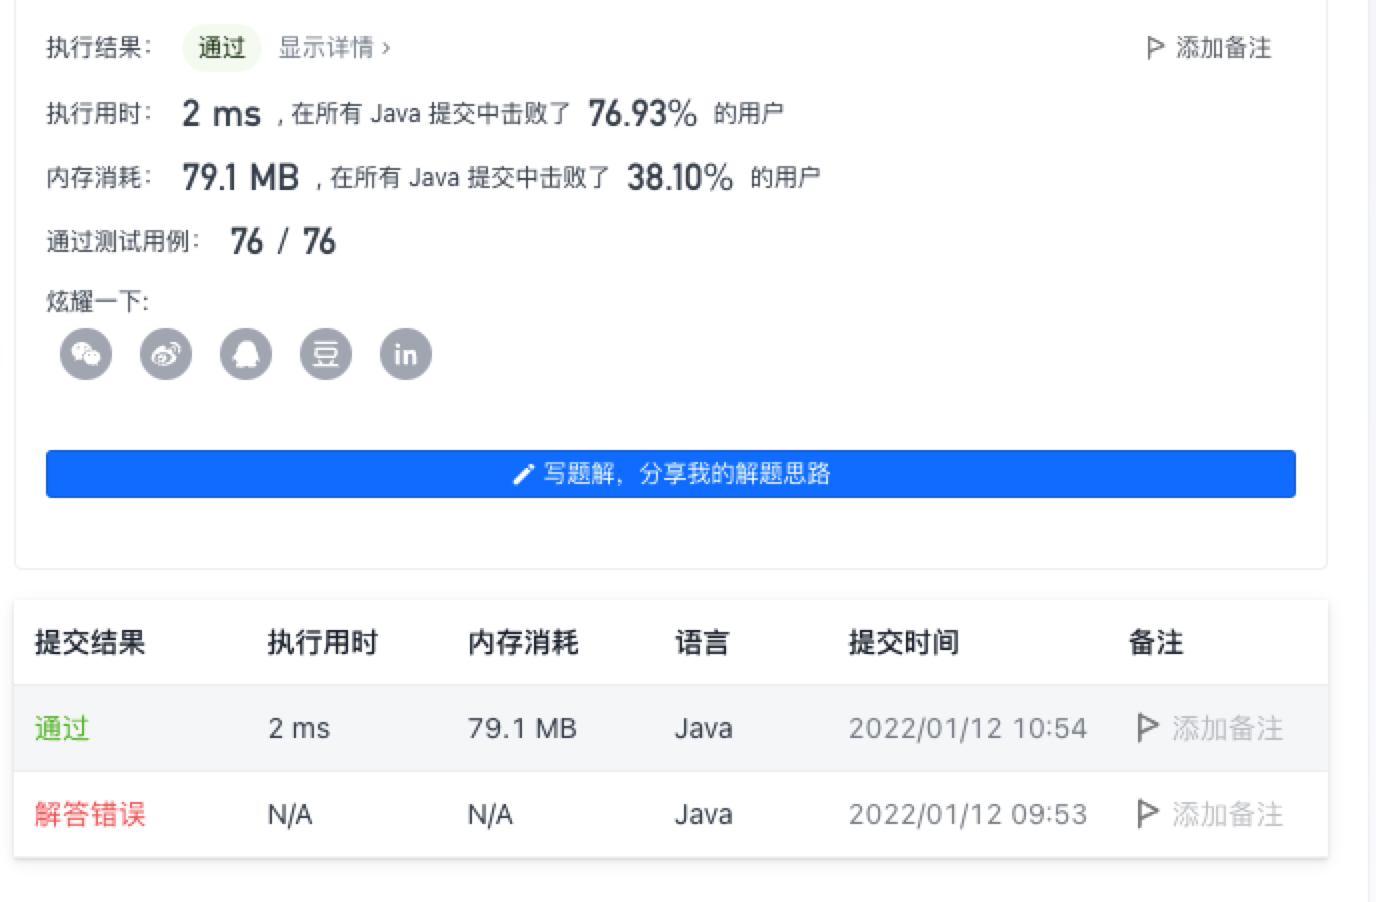 执行结果： 通过 显示详情 › 添加备注
执行用时： 2 ms , 在所有 Java 提交中击败了 76.93% 的用户
内存消耗： 79.1 MB , 在所有 Java 提交中击败了 38.10% 的用户
通过测试用例： 76 / 76
炫耀一下:
豆 in
写题解，分享我的解题思路
提交结果 执行用时 内存消耗 语言 提交时间 备注
通过 2 ms 79.1 MB Java 2022/01/12 10:54 添加备注
解答错误 N/A N/A Java 2022/01/12 09:53 添加备注